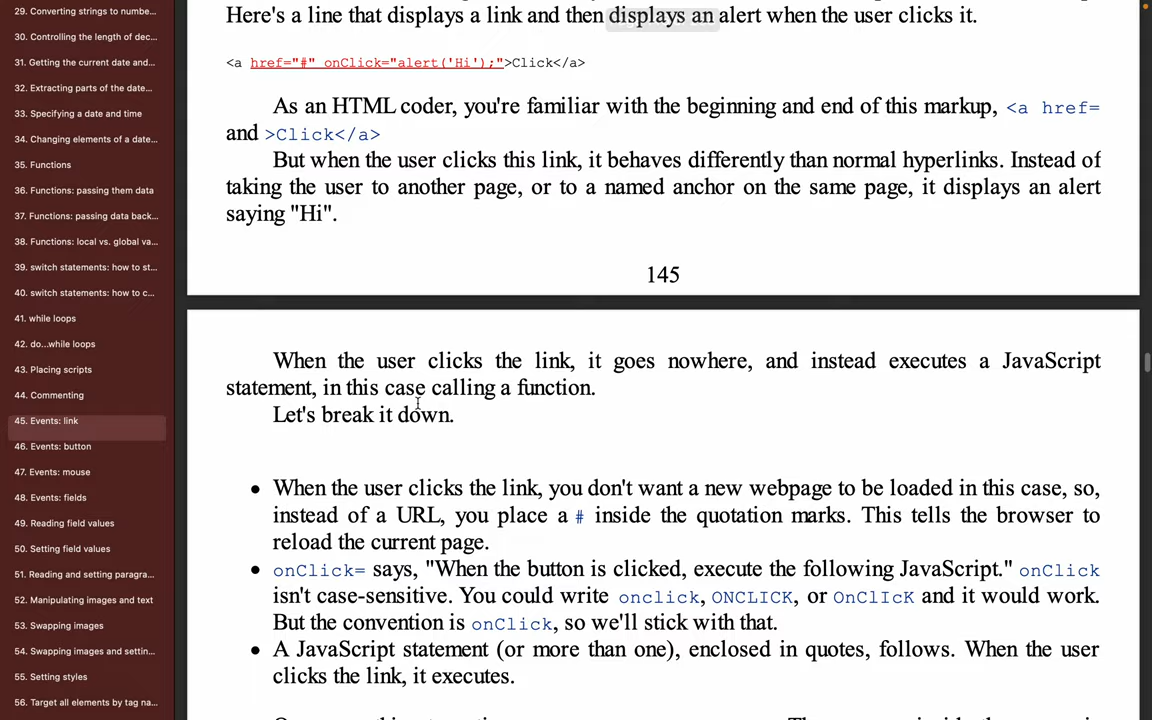 29. Converting strings to numbe...
30. Controlling the length of dec...
31. Getting the current date and...
32. Extracting parts of the date...
33. Specifying a date and time
34. Changing elements of a date...
35. Functions
36. Functions: passing them data
37. Functions: passing data back...
38. Functions: local vs. global va...
39. switch statements: how to st...
40. switch statements: how to c...
41. while loops
42. do...while loops
43. Placing scripts
44. Commenting
45. Events: link
46. Events: button
47. Events: mouse
48. Events: fields
49. Reading field values
50. Setting field values
51. Reading and setting paragra...
52. Manipulating images and text
53. Swapping images
54. Swapping images and settin...
55. Setting styles
56. Target all elements by tag na...
Here's a line that displays a link and then displays an alert when the user clicks it.
<a href="#" onClick="alert('Hi');">Click</a>
As an HTML coder, you're familiar with the beginning and end of this markup, <a href=
and >Click</a>
But when the user clicks this link, it behaves differently than normal hyperlinks. Instead of
taking the user to another page, or to a named anchor on the same page, it displays an alert
saying "Hi".
145
When the user clicks the link, it goes nowhere, and instead executes a JavaScript
statement, in this case calling a function.
Let's break it down.
• When the user clicks the link, you don't want a new webpage to be loaded in this case, so,
instead of a URL, you place a # inside the quotation marks. This tells the browser to
reload the current page.
• onClick= says, "When the button is clicked, execute the following JavaScript." onClick
isn't case-sensitive. You could write onclick, ONCLICK, or OnClIcK and it would work.
But the convention is onClick, so we'll stick with that.
• A JavaScript statement (or more than one), enclosed in quotes, follows. When the user
clicks the link, it executes.